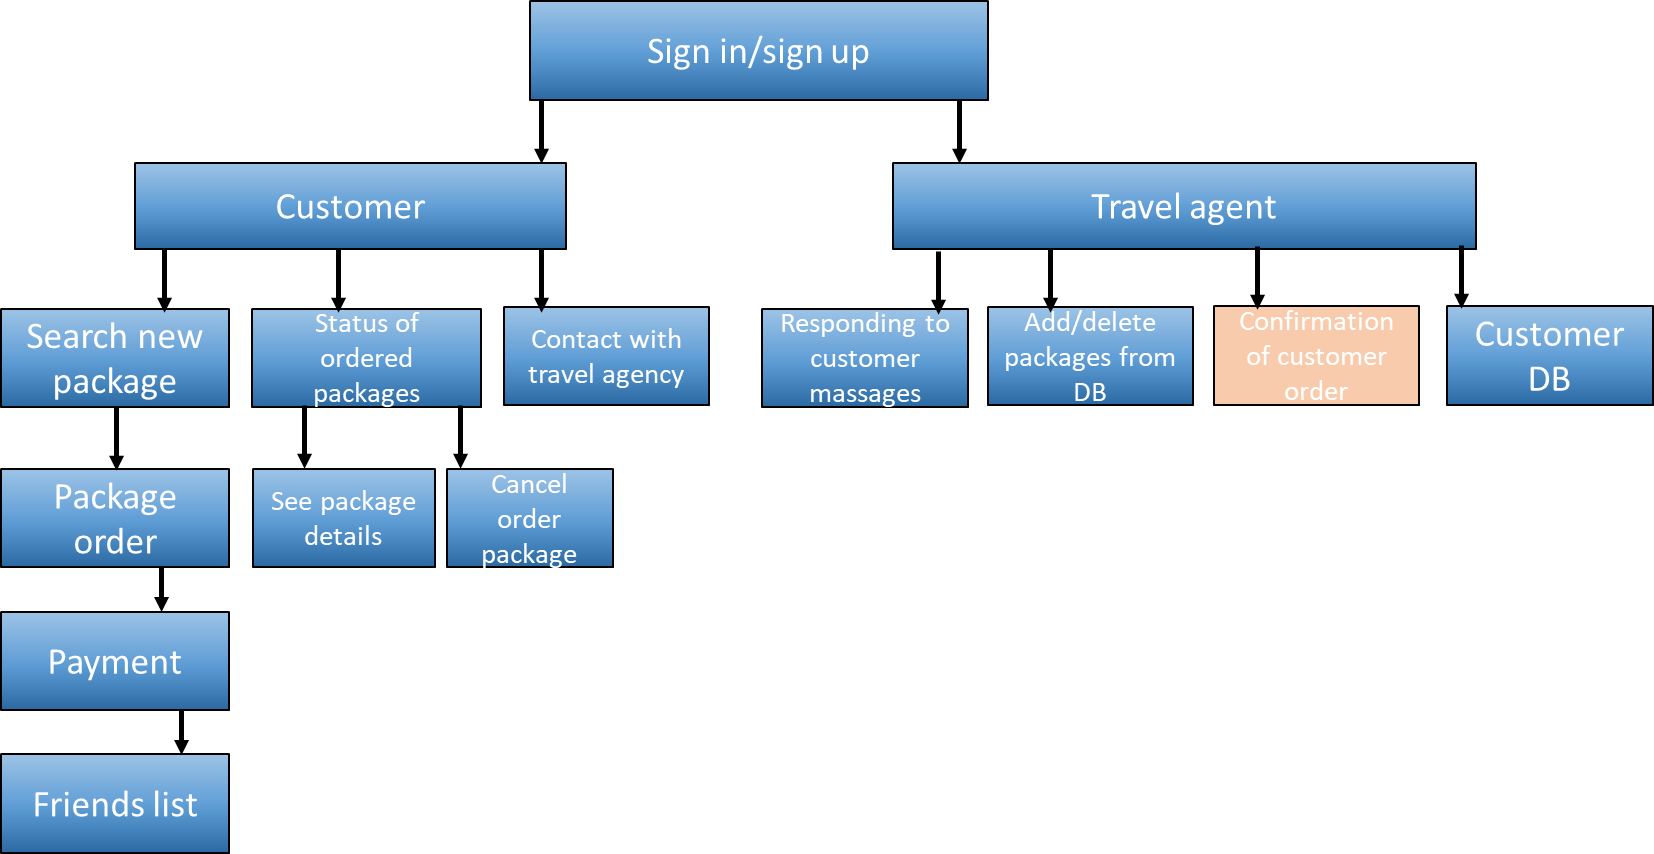 Sign in/sign up
Customer
Travel agent
Search new
package
Status of
ordered
packages
Contact with
travel agency
Responding to
customer
massages
Add/delete
packages from
DB
Confirmation
of customer
order
Customer
DB
Package
order
See package
details
Cancel
order
package
Payment
Friends list